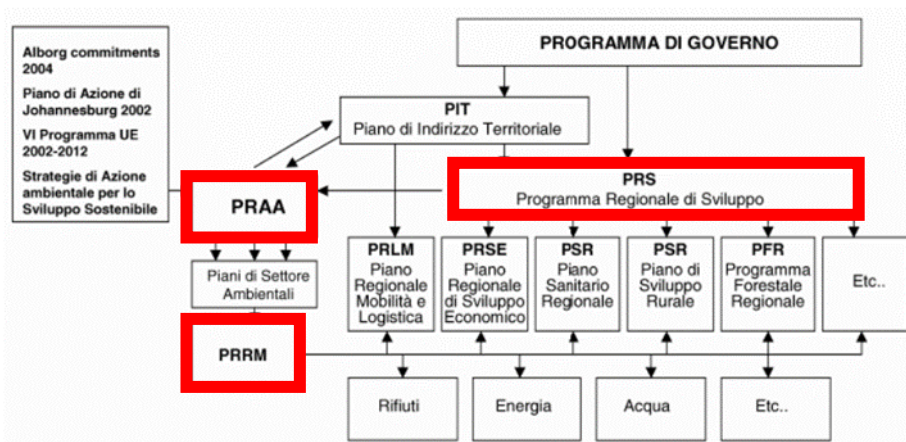 PROGRAMMA DI GOVERNO
Alborg commitments
2004
Piano di Azione di
Johannesburg 2002
VI Programma UE
2002-2012
Strategie di Azione
ambientale per lo
Sviluppo Sostenibile
PIT
Piano di Indirizzo Territoriale
PRS
Programma Regionale di Sviluppo
PRAA
Piani di Settore
Ambientali
PRRM
PRLM
Piano
Regionale
Mobilità e
Logistica
PRSE
Piano
Regionale
di Sviluppo
Economico
PSR
Piano
Sanitario
Regionale
PSR
Piano di
Sviluppo
Rurale
PFR
Programma
Forestale
Regionale
Etc..
Rifiuti
Energia
Acqua
Etc..